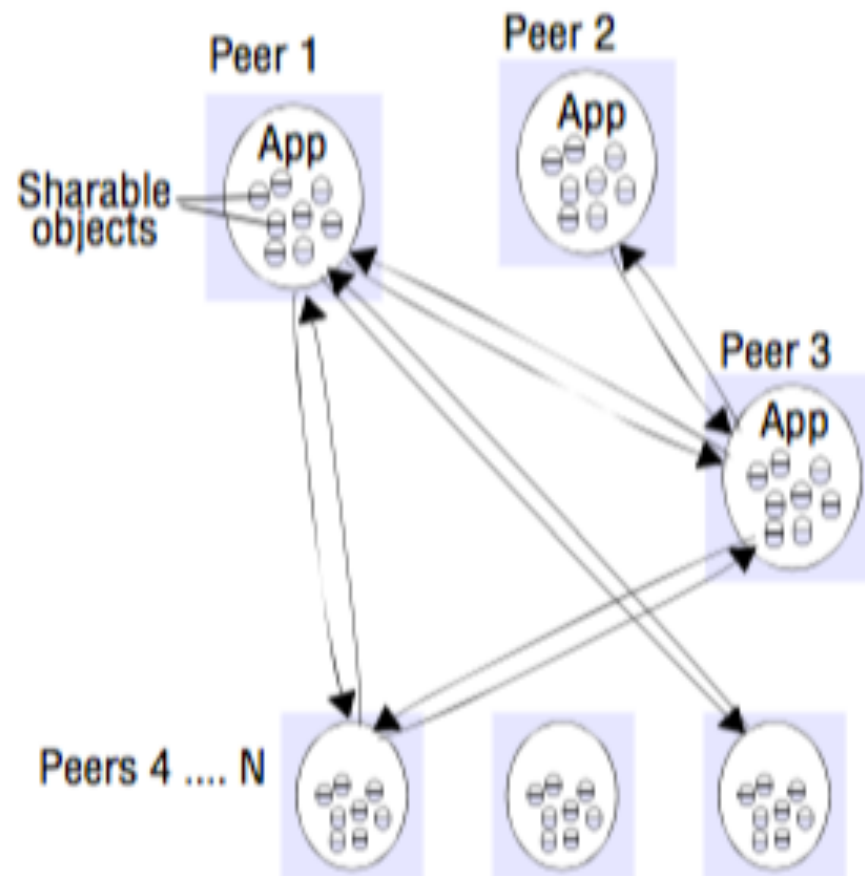 Peer 1
Peer 2
App
App
Sharable
objects
Peer 3
App
Peers 4 .... N